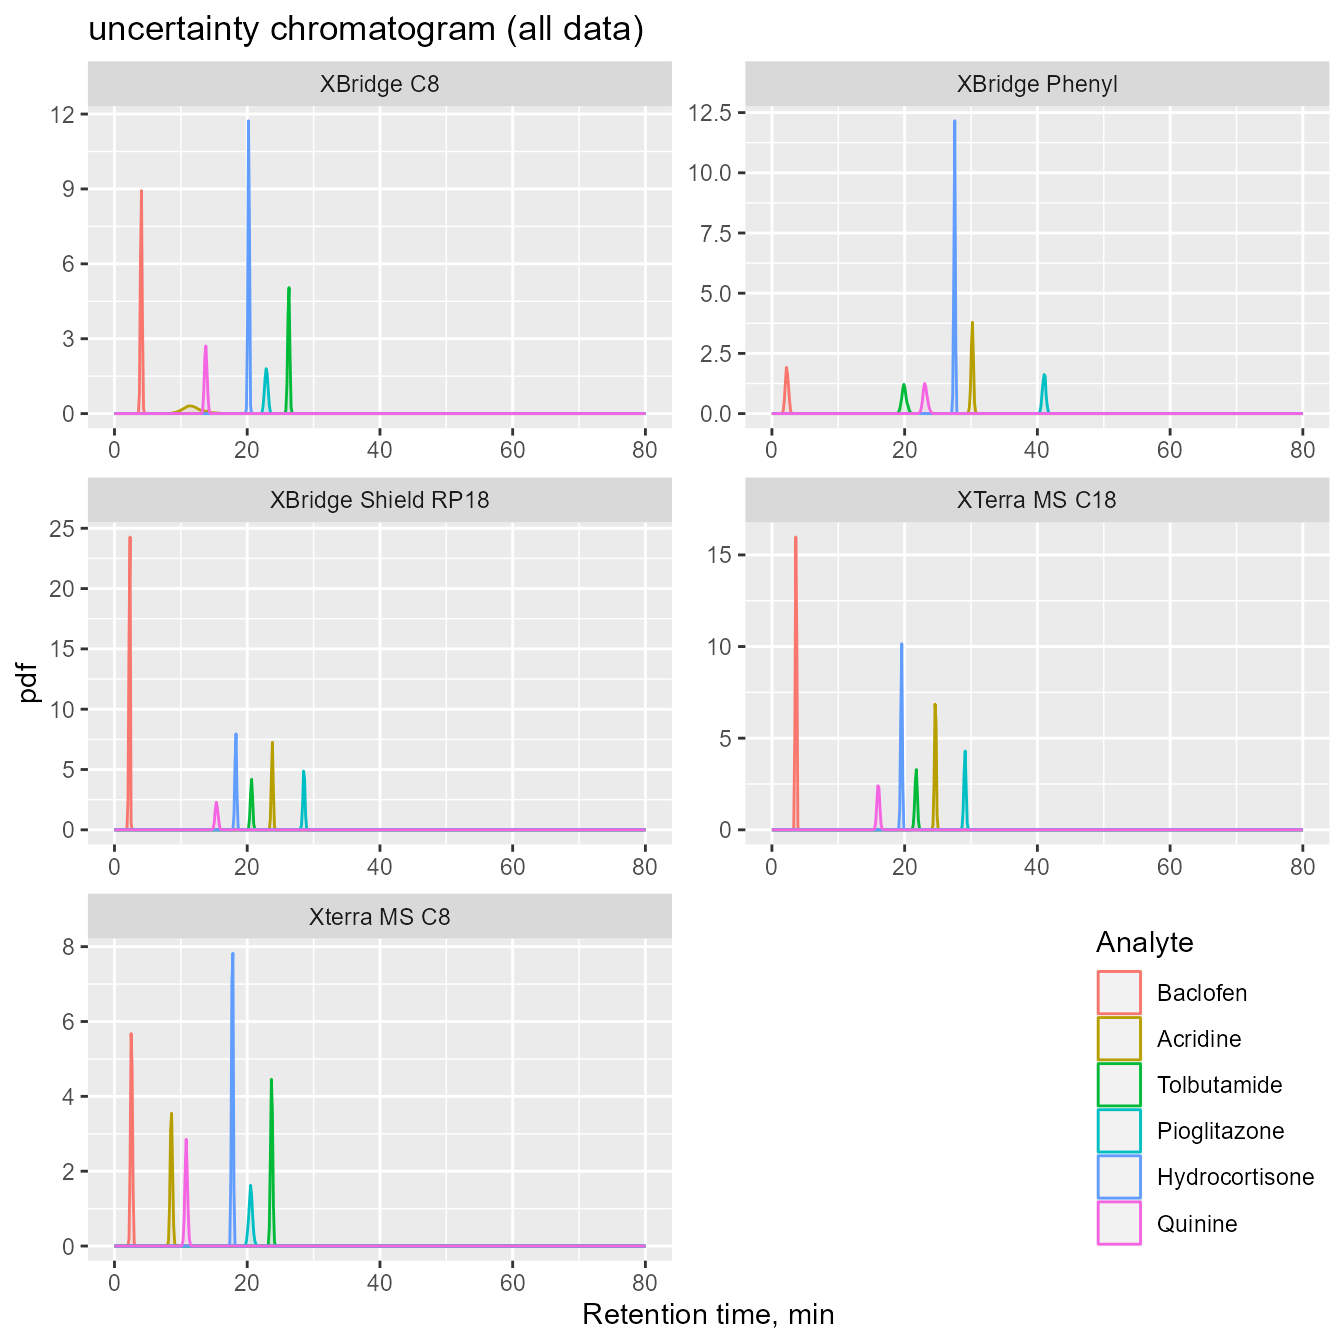 uncertainty chromatogram (all data)
XBridge C8
XBridge Phenyl
12
9
6
3
0
0 20 40 60 80
12.5
10.0
7.5
5.0
2.5
0.0
0 20 40 60 80
XBridge Shield RP18
XTerra MS C18
pdf
25
20
15
10
5
0
0 20 40 60 80
15
10
5
0
0 20 40 60 80
Xterra MS C8
8
6
4
2
0
0 20 40 60 80
Retention time, min
Analyte
Baclofen
Acridine
Tolbutamide
Pioglitazone
Hydrocortisone
Quinine